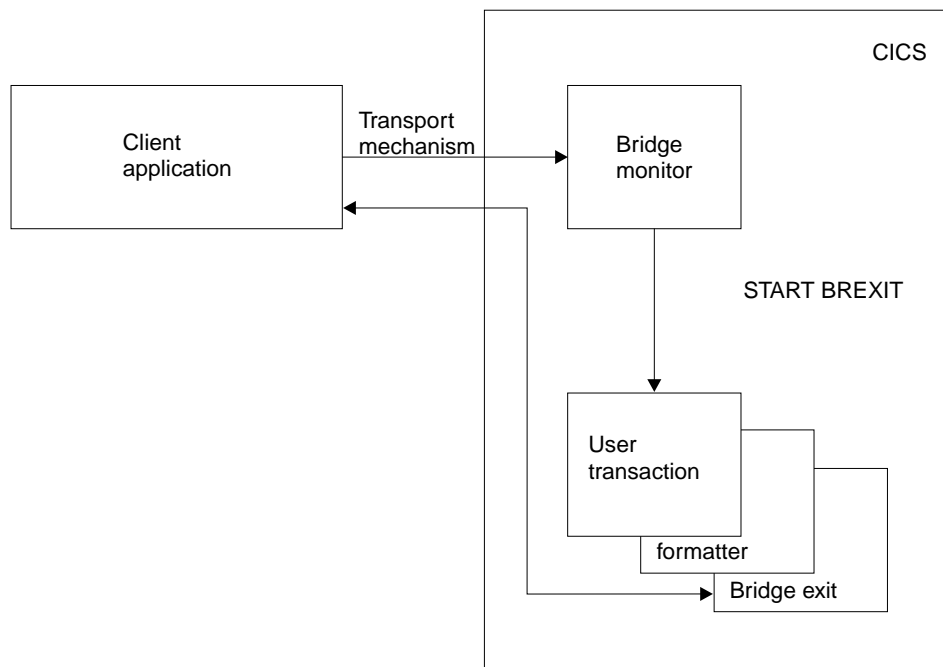 CICS
Client
application
Transport
mechanism
Bridge
monitor
START BREXIT
User
transaction
formatter
Bridge exit